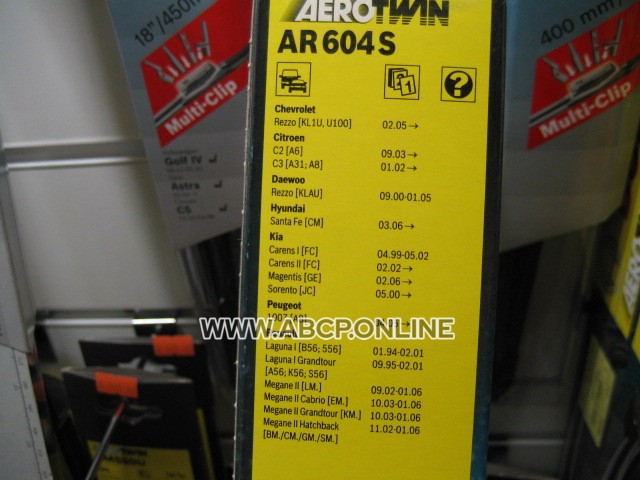 AEROTWIN
AR 604 S
Chevrolet
Rezzo [KL1U, U100] 02.05→
Citroen
C2 [A6] 09.03→
C3 [A31; A8] 01.02→
Daewoo
Rezzo [KLAU] 09.00-01.05
Hyundai
Santa Fe [CM] 03.06→
Kia
Carens I [FC] 04.99-05.02
Carens II [FC] 02.02→
Magentis [GE] 02.06→
Sorento [JC] 05.00→
Peugeot
1007
WWW.ABCP.ONLINE
Laguna I [B56; S56] 01.94-02.01
Laguna I Grandtour 09.95-02.01
[A56; K56; S56]
Megane II [LM.] 09.02-01.06
Megane II Cabrio [EM.] 10.03-01.06
Megane II Grandtour [KM.] 10.03-01.06
Megane II Hatchback 11.02-01.06
[BM./CM./GM./SM.]
18"/450
Multi-Clip
Golf IV
Astra
C5
400 mm
Multi-Clip